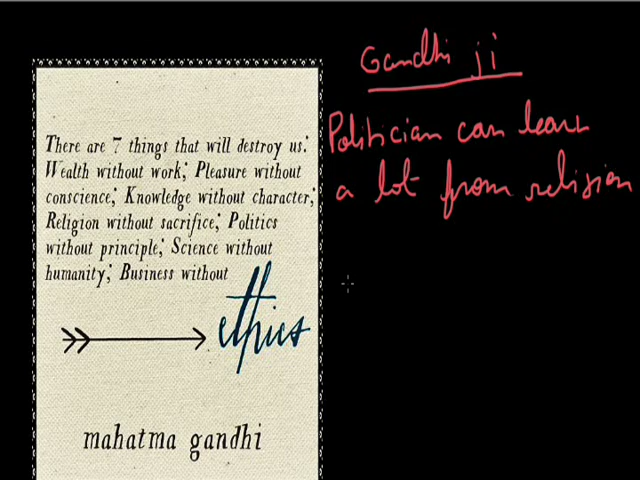 There are 7 things that will destroy us:
Wealth without work; Pleasure without
conscience; Knowledge without character;
Religion without sacrifice; Politics
without principle; Science without
humanity; Business without
ethics
mahatma gandhi
Gandhi ji
Politician can learn
a lot from religion